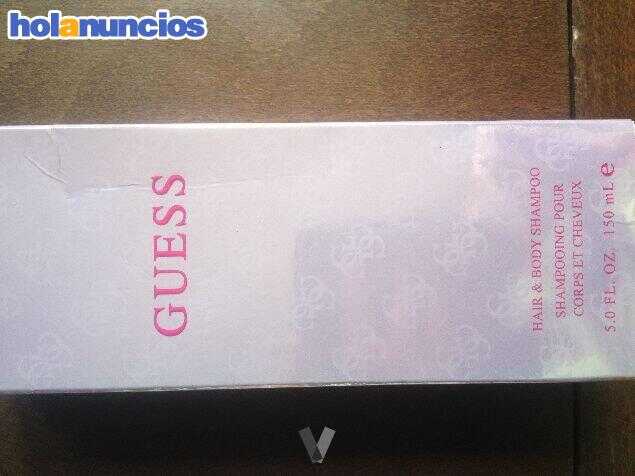 holanuncios
GUESS
HAIR & BODY SHAMPOO
SHAMPOOING POUR
CORPS ET CHEVEUX
5.0 FL. OZ. 150 mL ℮
V